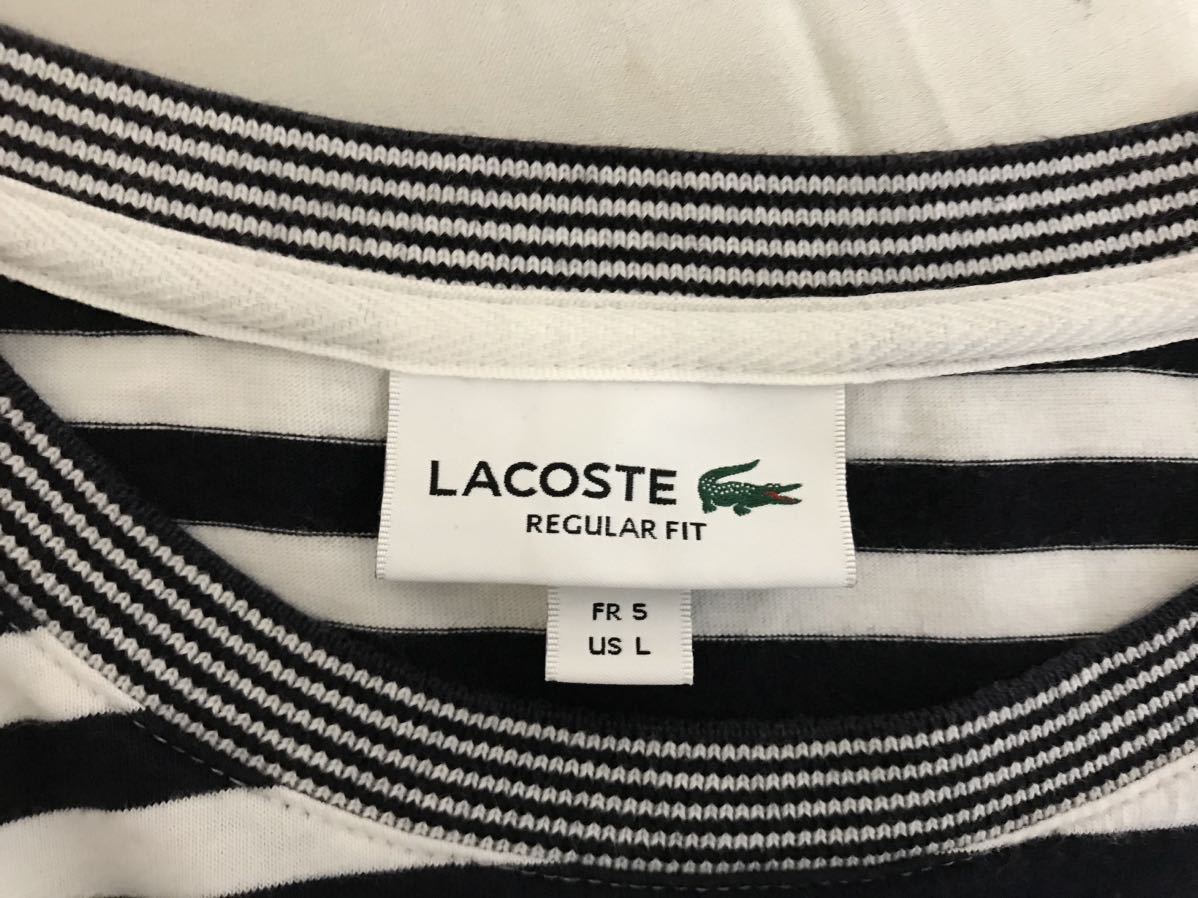 LACOSTE
REGULAR FIT
FR 5
US L